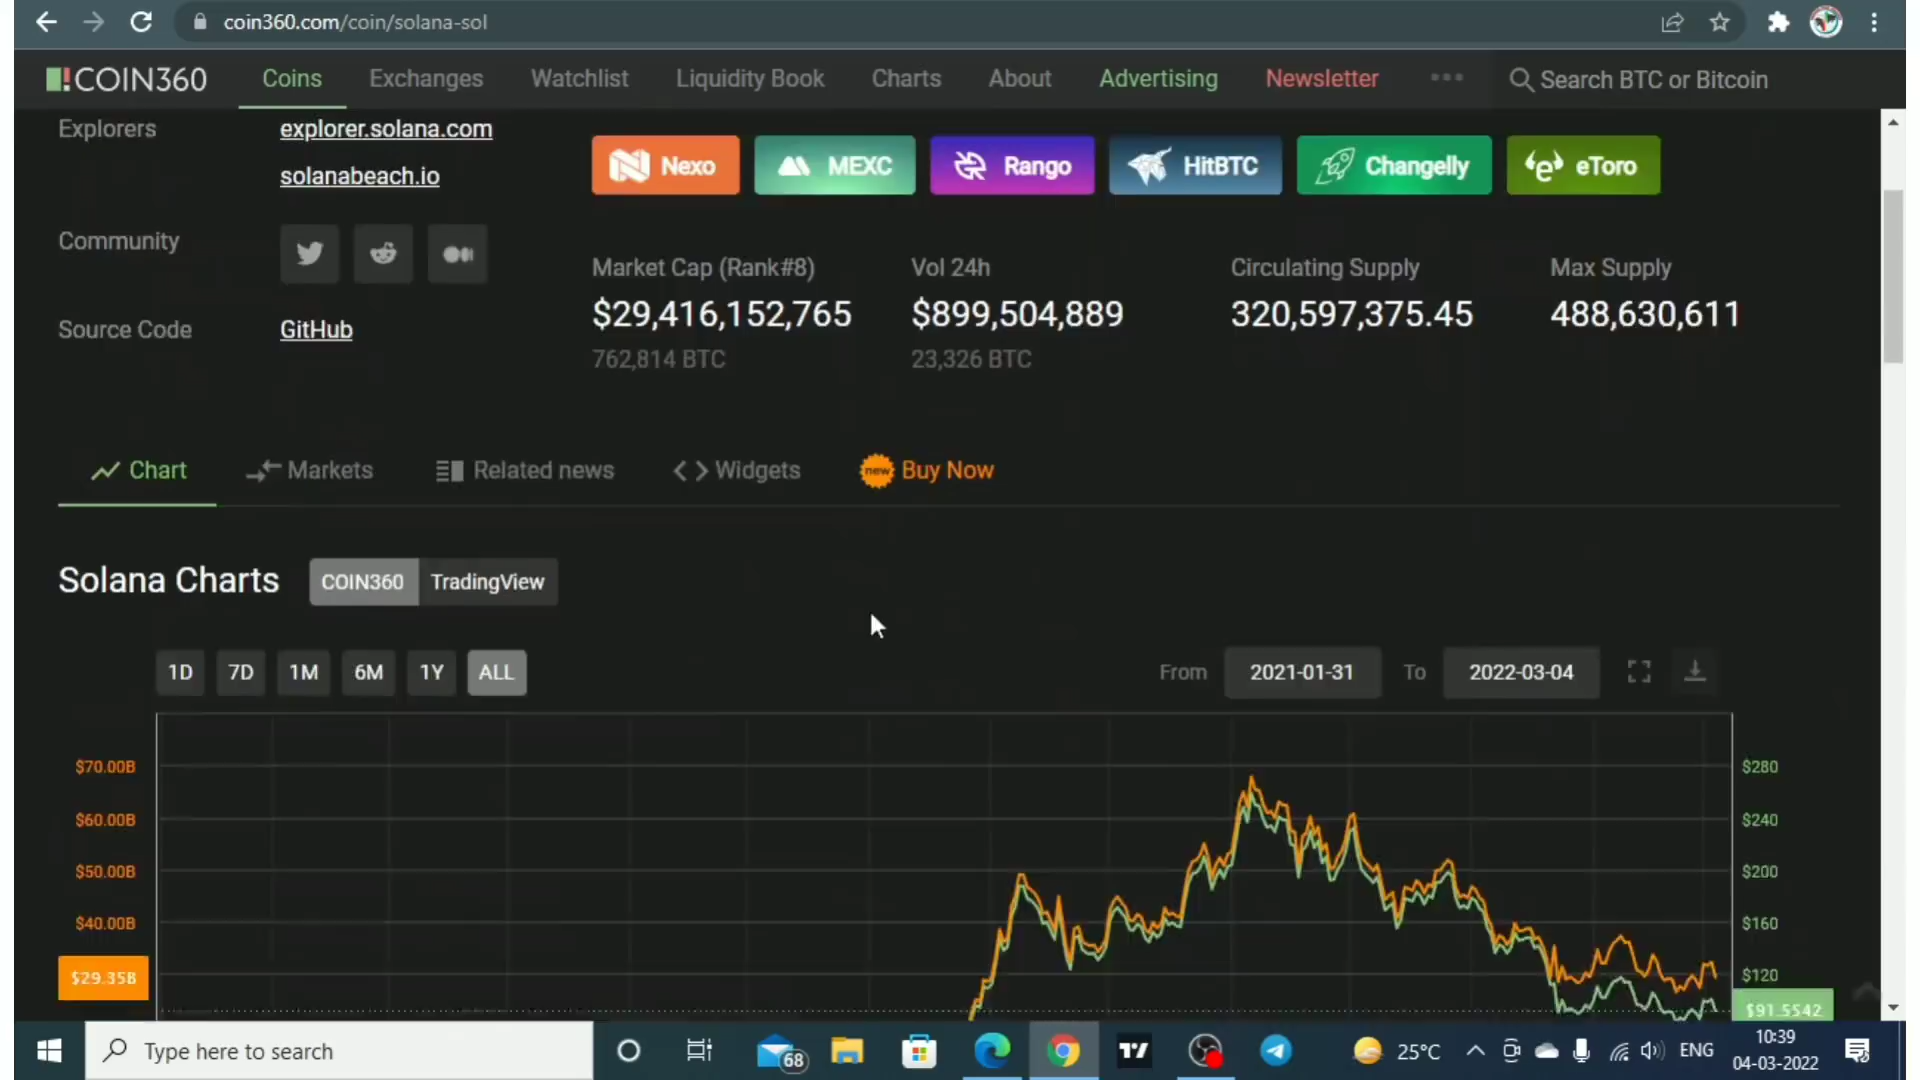 coin360.com/coin/solana-sol
COIN360
Coins
Exchanges
Watchlist
Liquidity Book
Charts
About
Advertising
Newsletter
Search BTC or Bitcoin
Explorers
explorer.solana.com
solanabeach.io
Nexo
MEXC
Rango
HitBTC
Changelly
eToro
Community
Source Code
GitHub
Market Cap (Rank#8)
$29,416,152,765
762,814 BTC
Vol 24h
$899,504,889
23,326 BTC
Circulating Supply
320,597,375.45
Max Supply
488,630,611
Chart
Markets
Related news
Widgets
new
Buy Now
Solana Charts
COIN360
TradingView
1D
7D
1M
6M
1Y
ALL
From
2021-01-31
To
2022-03-04
$70.00B
$60.00B
$50.00B
$40.00B
$29.35B
$280
$240
$200
$160
$120
$91.5542
Type here to search
68
25°C
ENG
10:39
04-03-2022